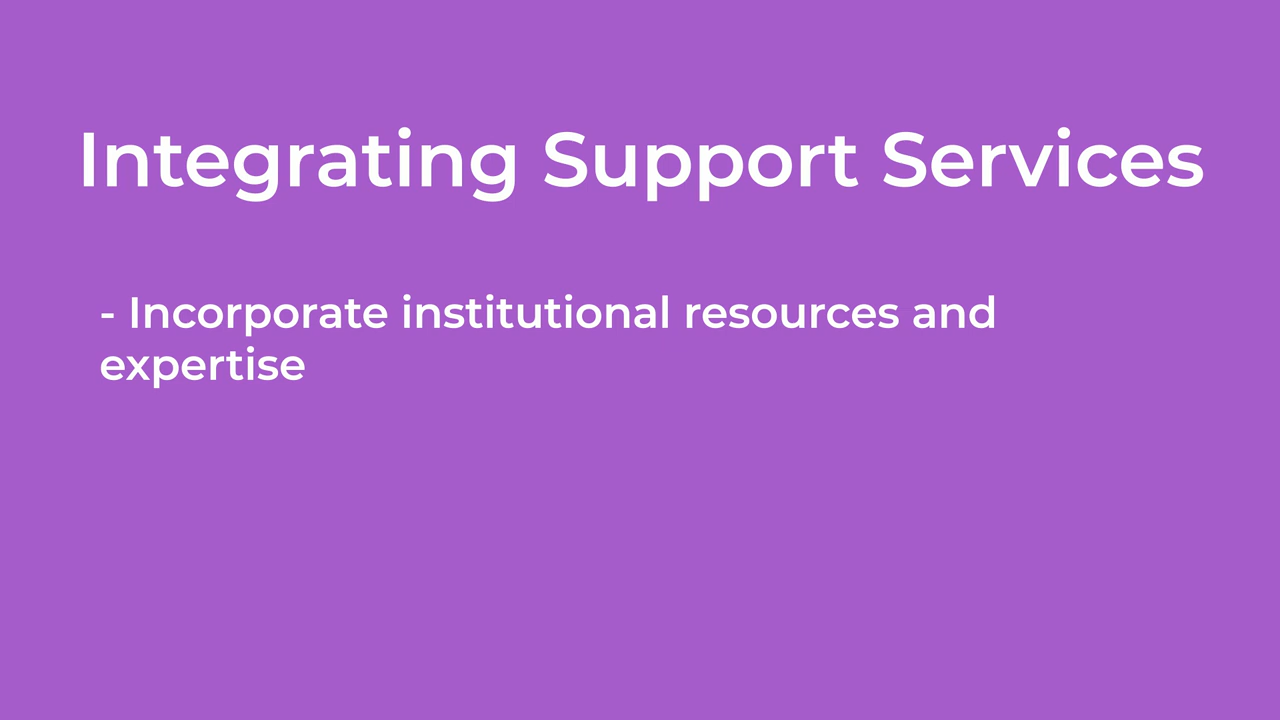 Integrating Support Services
- Incorporate institutional resources and
expertise